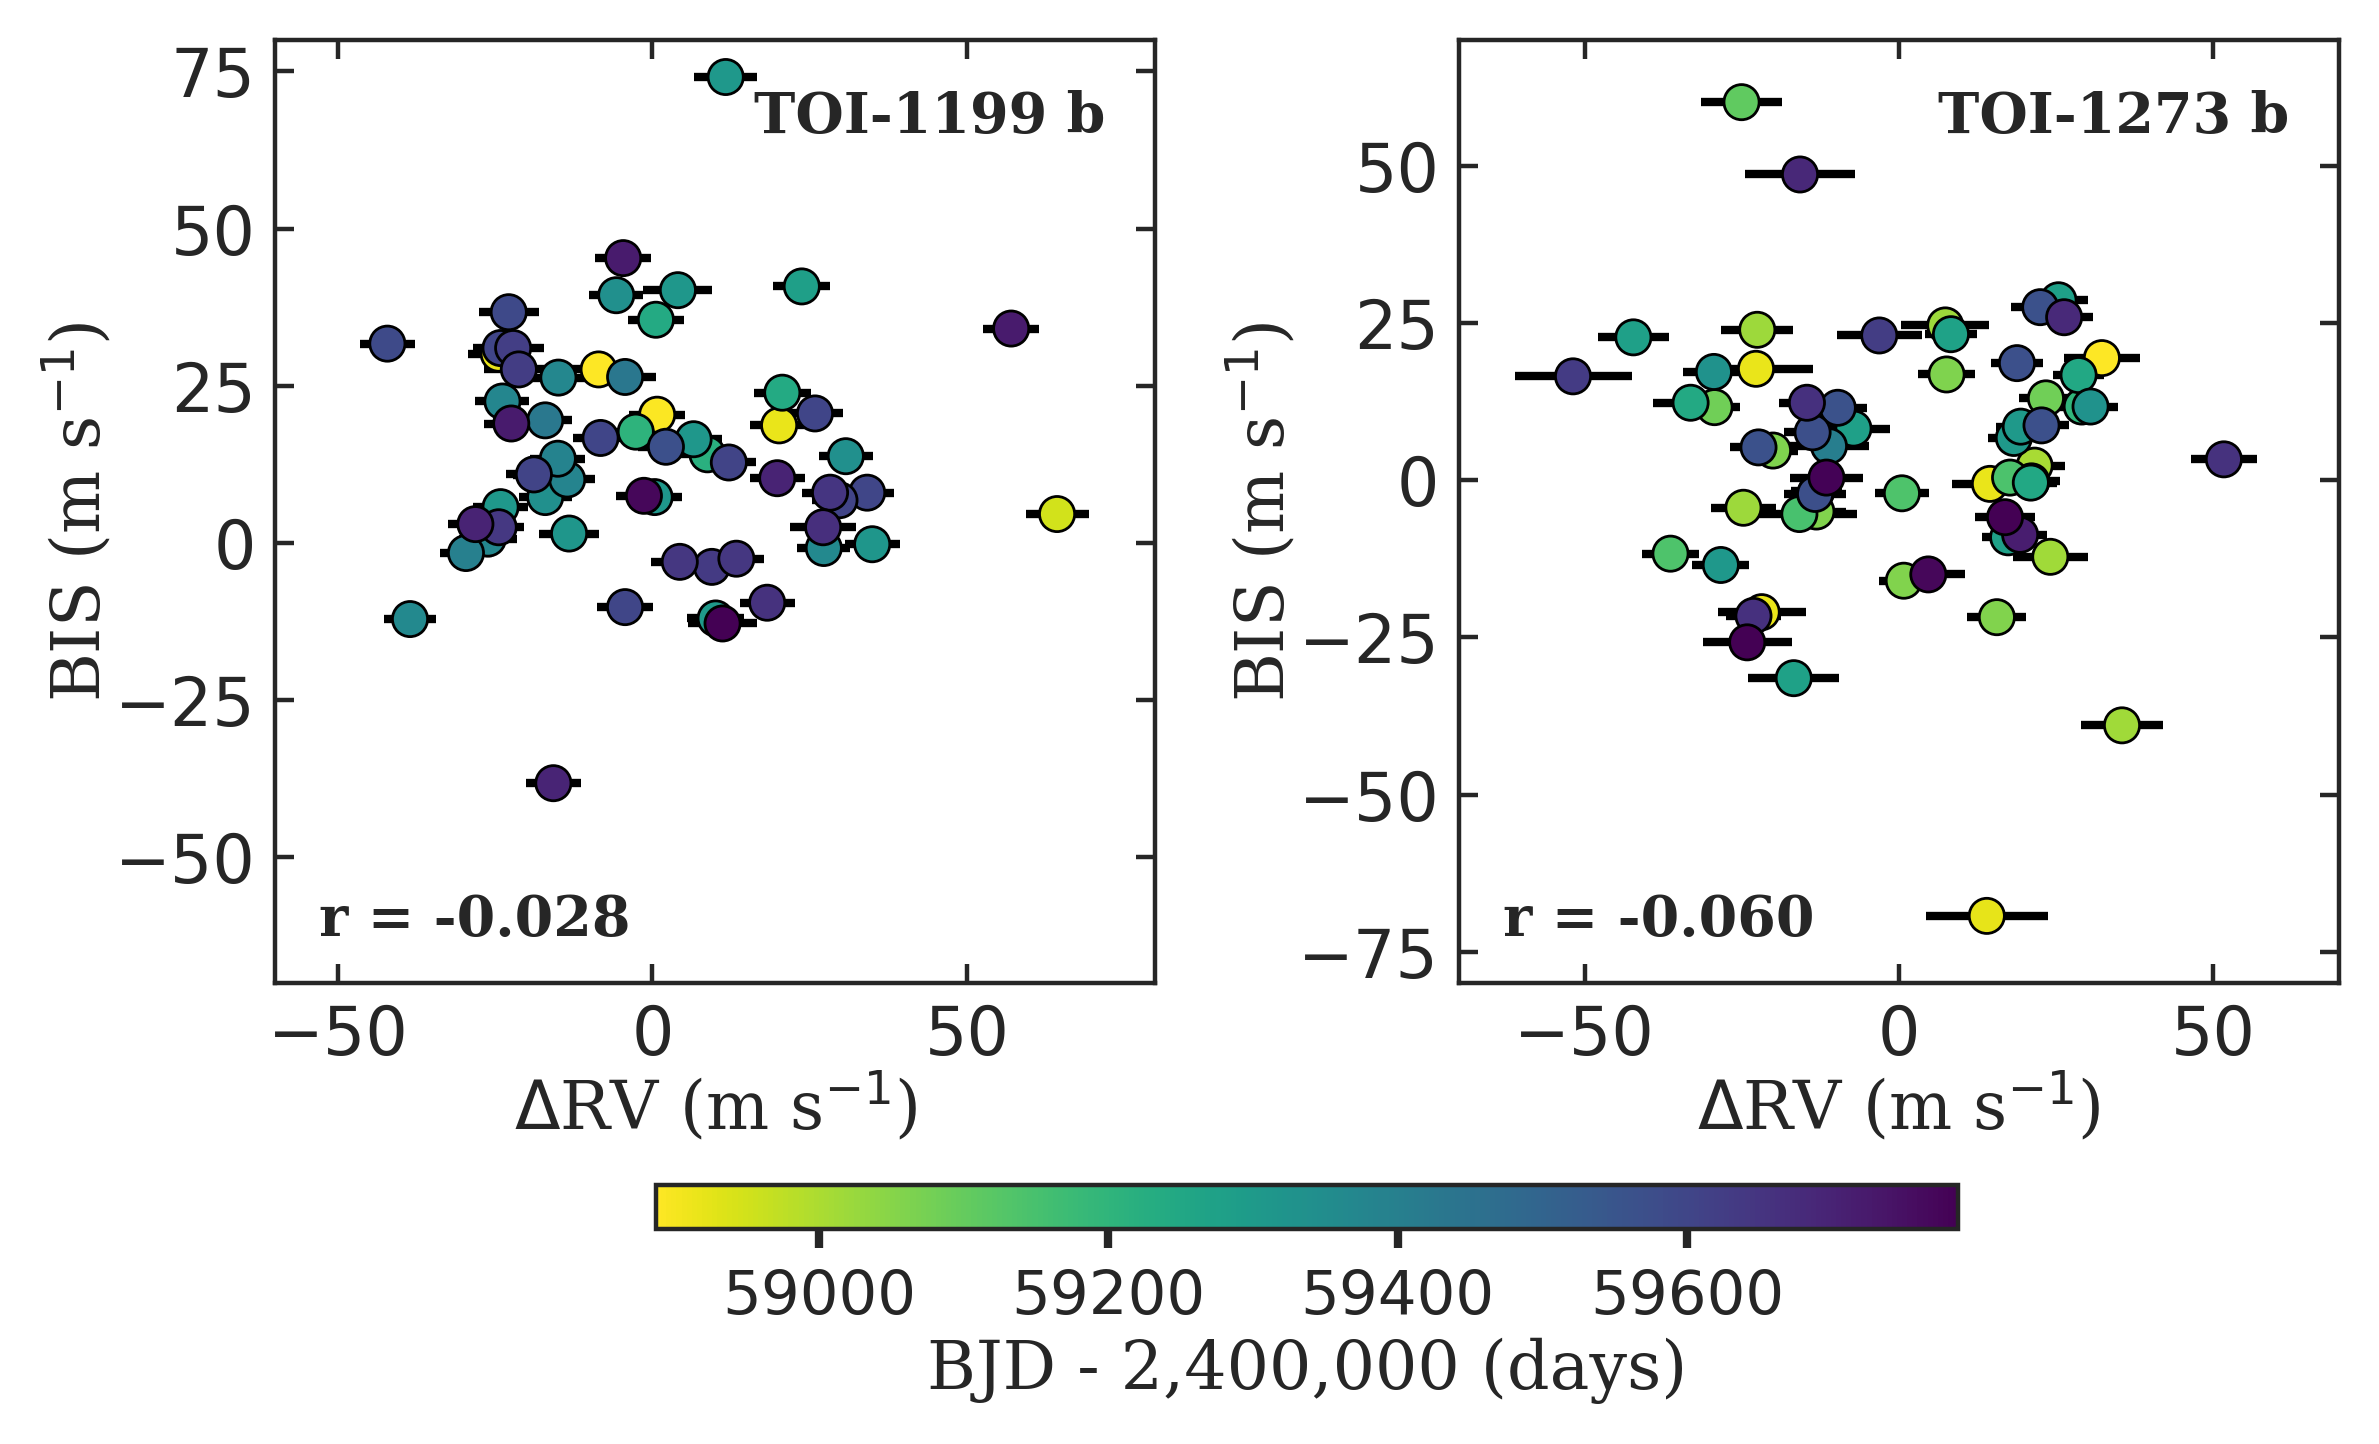 TOI-1199 b
75
50
25
0
−25
−50
BIS (m s⁻¹)
r = -0.028
−50 0 50
ΔRV (m s⁻¹)
TOI-1273 b
50
25
0
−25
−50
−75
BIS (m s⁻¹)
r = -0.060
−50 0 50
ΔRV (m s⁻¹)
59000 59200 59400 59600
BJD - 2,400,000 (days)